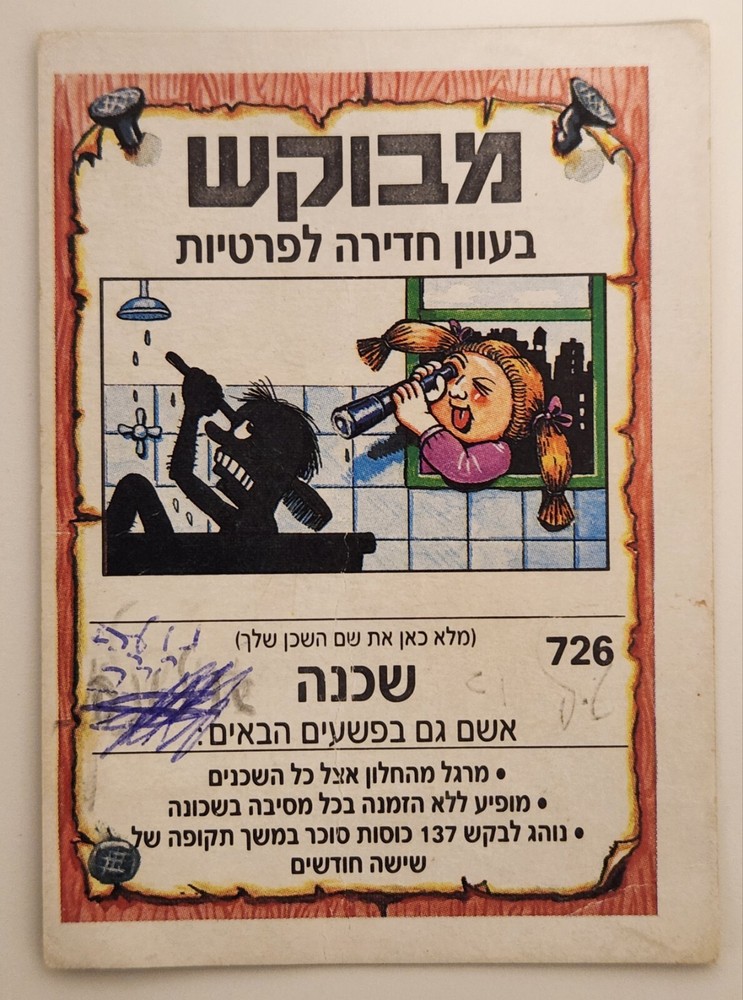 מבוקש
בעוון חדירה לפרטיות
(מלא כאן את שם השכן שלך)
726
שכנה
אשם גם בפשעים הבאים:
• מרגל מהחלון אצל כל השכנים
• מופיע ללא הזמנה בכל מסיבה בשכונה
• נוהג לבקש 137 כוסות סוכר במשך תקופה של
שישה חודשים